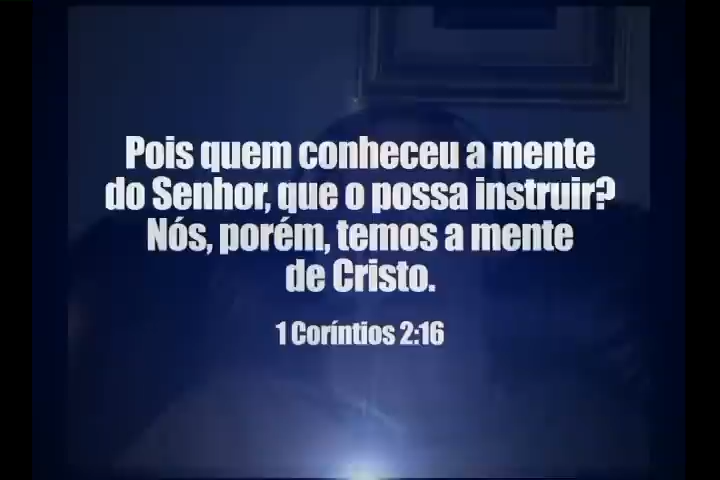 Pois quem conheceu a mente
do Senhor, que o possa instruir?
Nós, porém, temos a mente
de Cristo.
1 Coríntios 2:16